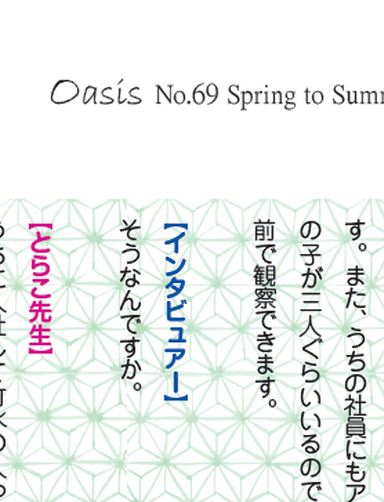 Oasis No.69 Spring to Sum
す。また、うちの社員にもア
の子が三人ぐらいいるので
前で観察できます。
【インタビュアー】
そうなんですか。
【とらこ先生】